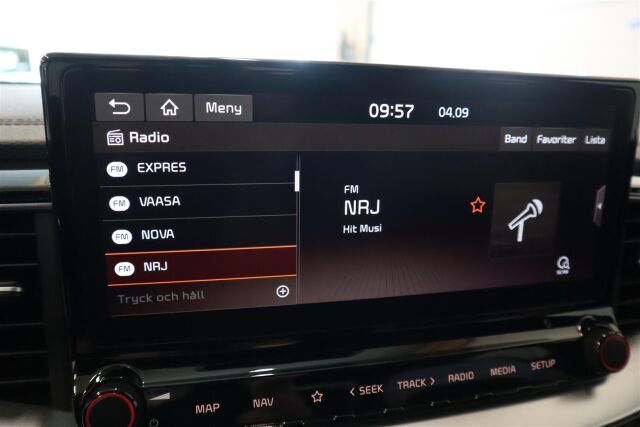 Meny 09:57 04.09
Radio Band Favoriter Lista
FM EXPRES
FM VAASA
FM NOVA
FM NRJ
Tryck och håll
FM
NRJ
Hit Musi
MAP NAV < SEEK TRACK > RADIO MEDIA SETUP